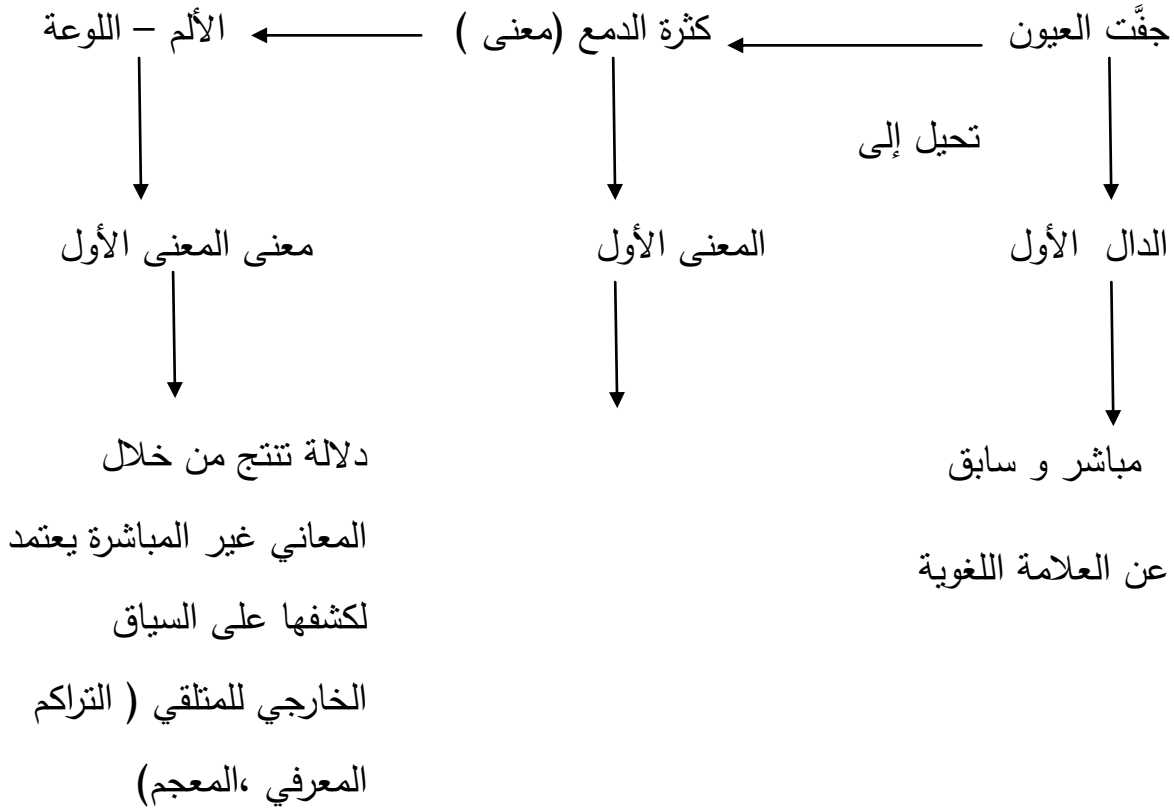 جفَّت العيون
كثرة الدمع (معنى )
الألم – اللوعة
تحيل إلى
الدال الأول
المعنى الأول
معنى المعنى الأول
مباشر و سابق
عن العلامة اللغوية
دلالة تنتج من خلال
المعاني غير المباشرة يعتمد
لكشفها على السياق
الخارجي للمتلقي ( التراكم
المعرفي ،المعجم)